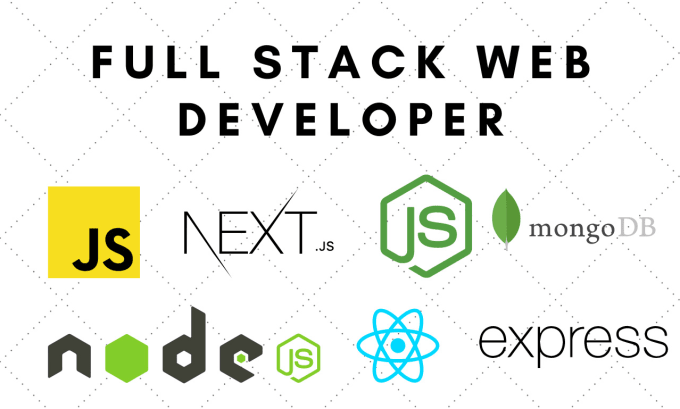 FULL STACK WEB
DEVELOPER
JS
NEXT.JS
JS
mongoDB
node
JS
express